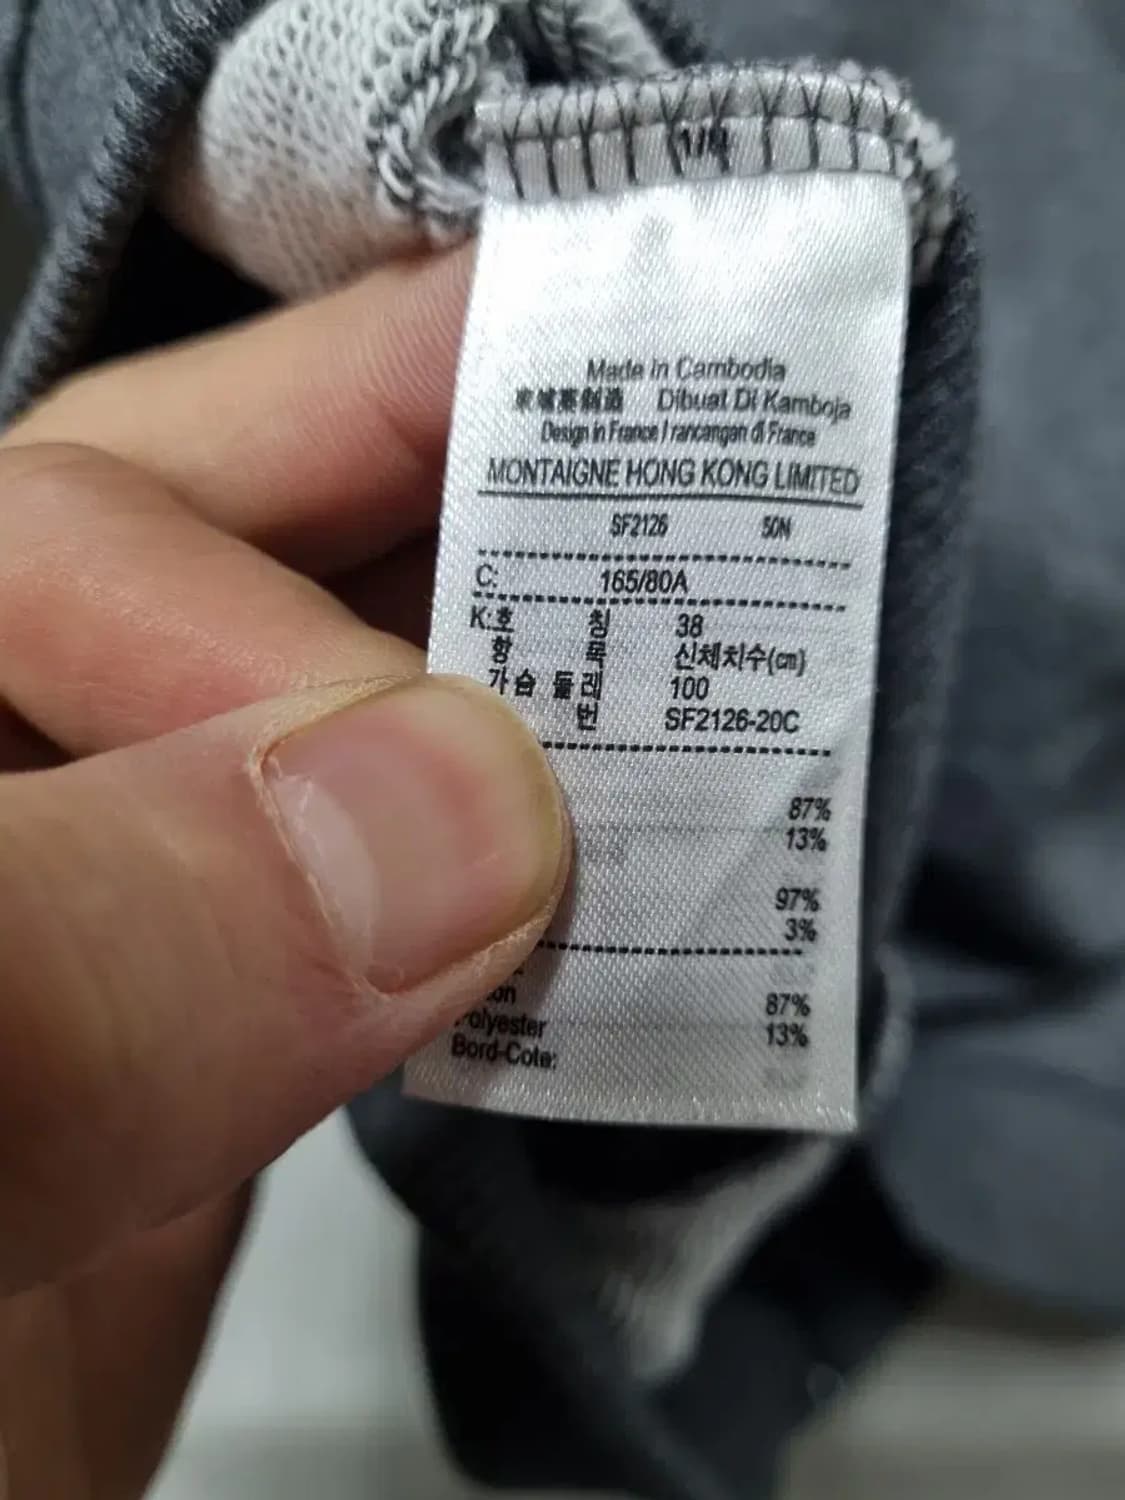 Made in Cambodia
柬埔寨制造 Dibuat Di Kamboja
Design in France / rancangan di France
MONTAIGNE HONG KONG LIMITED
SF2126 50N
C: 165/80A
K:호 칭 38
항 목 신체치수(㎝)
가슴 둘레 100
번 SF2126-20C
87%
13%
97%
3%
87%
Polyester 13%
Bord-Cote: